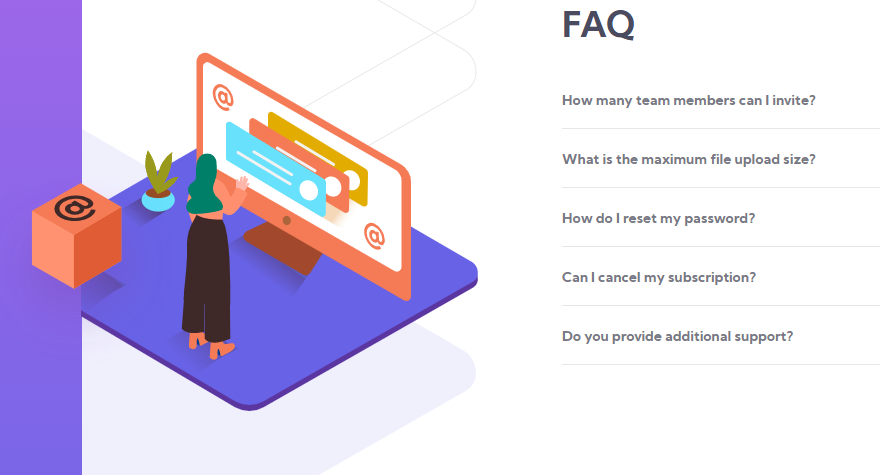 FAQ
How many team members can I invite?
What is the maximum file upload size?
How do I reset my password?
Can I cancel my subscription?
Do you provide additional support?
@
@
@